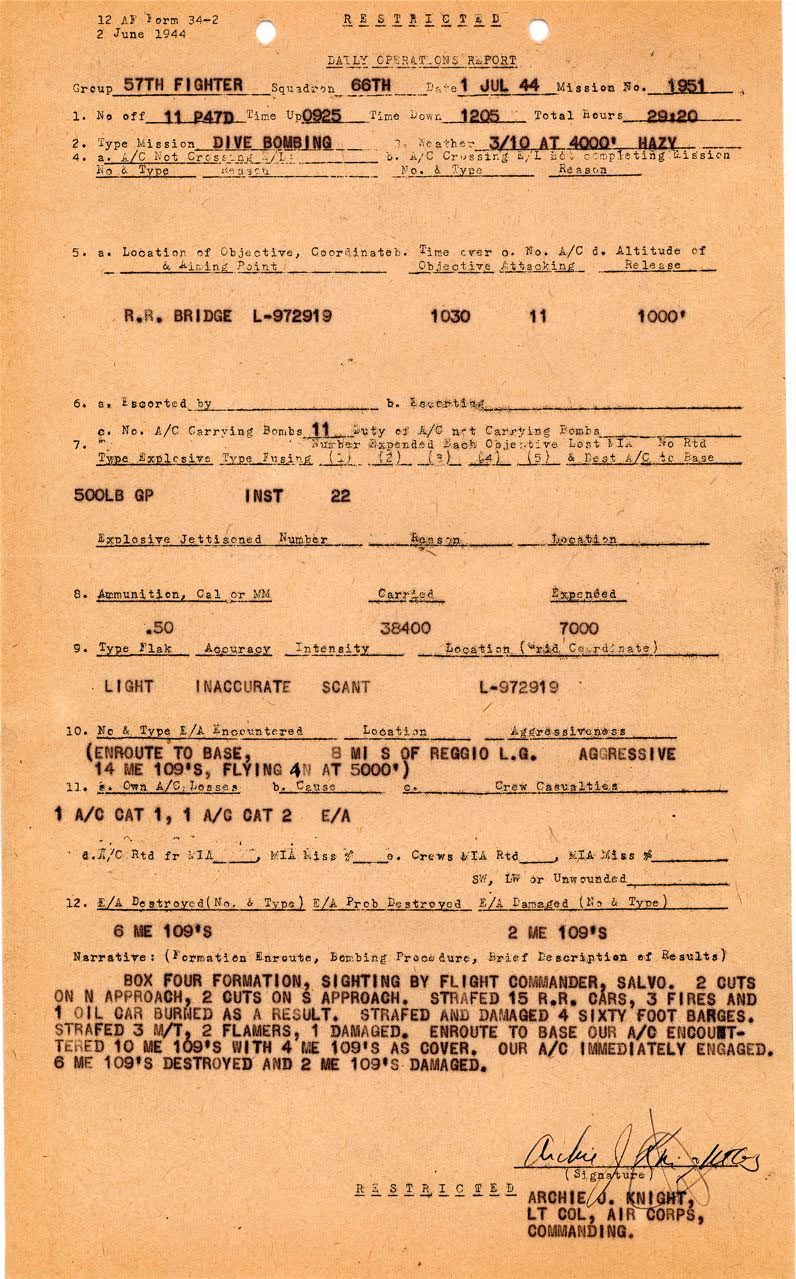 12 AF Form 34-2 RESTRICTED
2 June 1944
DAILY OPERATIONS REPORT
Group 57TH FIGHTER Squadron 66TH Date 1 JUL 44 Mission No. 1951
1. No off 11 P47D Time Up 0925 Time Down 1205 Total Hours 29:20
2. Type Mission DIVE BOMBING 3. Weather 3/10 AT 4000' HAZY
4. a. A/C Not Crossing E/L: b. A/C Crossing E/L not completing Mission
No & Type Reason No. & Type Reason
5. a. Location of Objective, Coordinate b. Time over c. No. A/C d. Altitude of
& Aiming Point Objective Attacking Release
R.R. BRIDGE L-972919 1030 11 1000'
6. a. Escorted by b. Escorting
c. No. A/C Carrying Bombs 11 Duty of A/C not Carrying Bombs
7. Number Expended Each Objective Lost MIA No Rtd
Type Explosive Type Fusing (1) (2) (3) (4) (5) & Dest A/C to Base
500LB GP INST 22
Explosive Jettisoned Number Reason Location
8. Ammunition, Cal or MM Carried Expended
.50 38400 7000
9. Type Flak Accuracy Intensity Location (Grid Coordinate)
LIGHT INACCURATE SCANT L-972919
10. No & Type E/A Encountered Location Aggressiveness
(ENROUTE TO BASE, 8 MI S OF REGGIO L.G. AGGRESSIVE
14 ME 109'S, FLYING 4N AT 5000')
11. a. Own A/C Losses b. Cause c. Crew Casualties
1 A/C CAT 1, 1 A/C CAT 2 E/A
d. A/C Rtd fr MIA , MIA Miss # e. Crews MIA Rtd , MIA Miss #
SW, LW or Unwounded
12. E/A Destroyed(No. & Type) E/A Prob Destroyed E/A Damaged (No & Type)
6 ME 109'S 2 ME 109'S
Narrative: (Formation Enroute, Bombing Procedure, Brief Description of Results)
BOX FOUR FORMATION, SIGHTING BY FLIGHT COMMANDER, SALVO. 2 CUTS
ON N APPROACH, 2 CUTS ON S APPROACH. STRAFED 15 R.R. CARS, 3 FIRES AND
1 OIL CAR BURNED AS A RESULT. STRAFED AND DAMAGED 4 SIXTY FOOT BARGES.
STRAFED 3 M/T, 2 FLAMERS, 1 DAMAGED. ENROUTE TO BASE OUR A/C ENCOUNT-
TERED 10 ME 109'S WITH 4 ME 109'S AS COVER. OUR A/C IMMEDIATELY ENGAGED.
6 ME 109'S DESTROYED AND 2 ME 109'S DAMAGED.
Archie J Knight
(Signature)
RESTRICTED
ARCHIE J. KNIGHT,
LT COL, AIR CORPS,
COMMANDING.